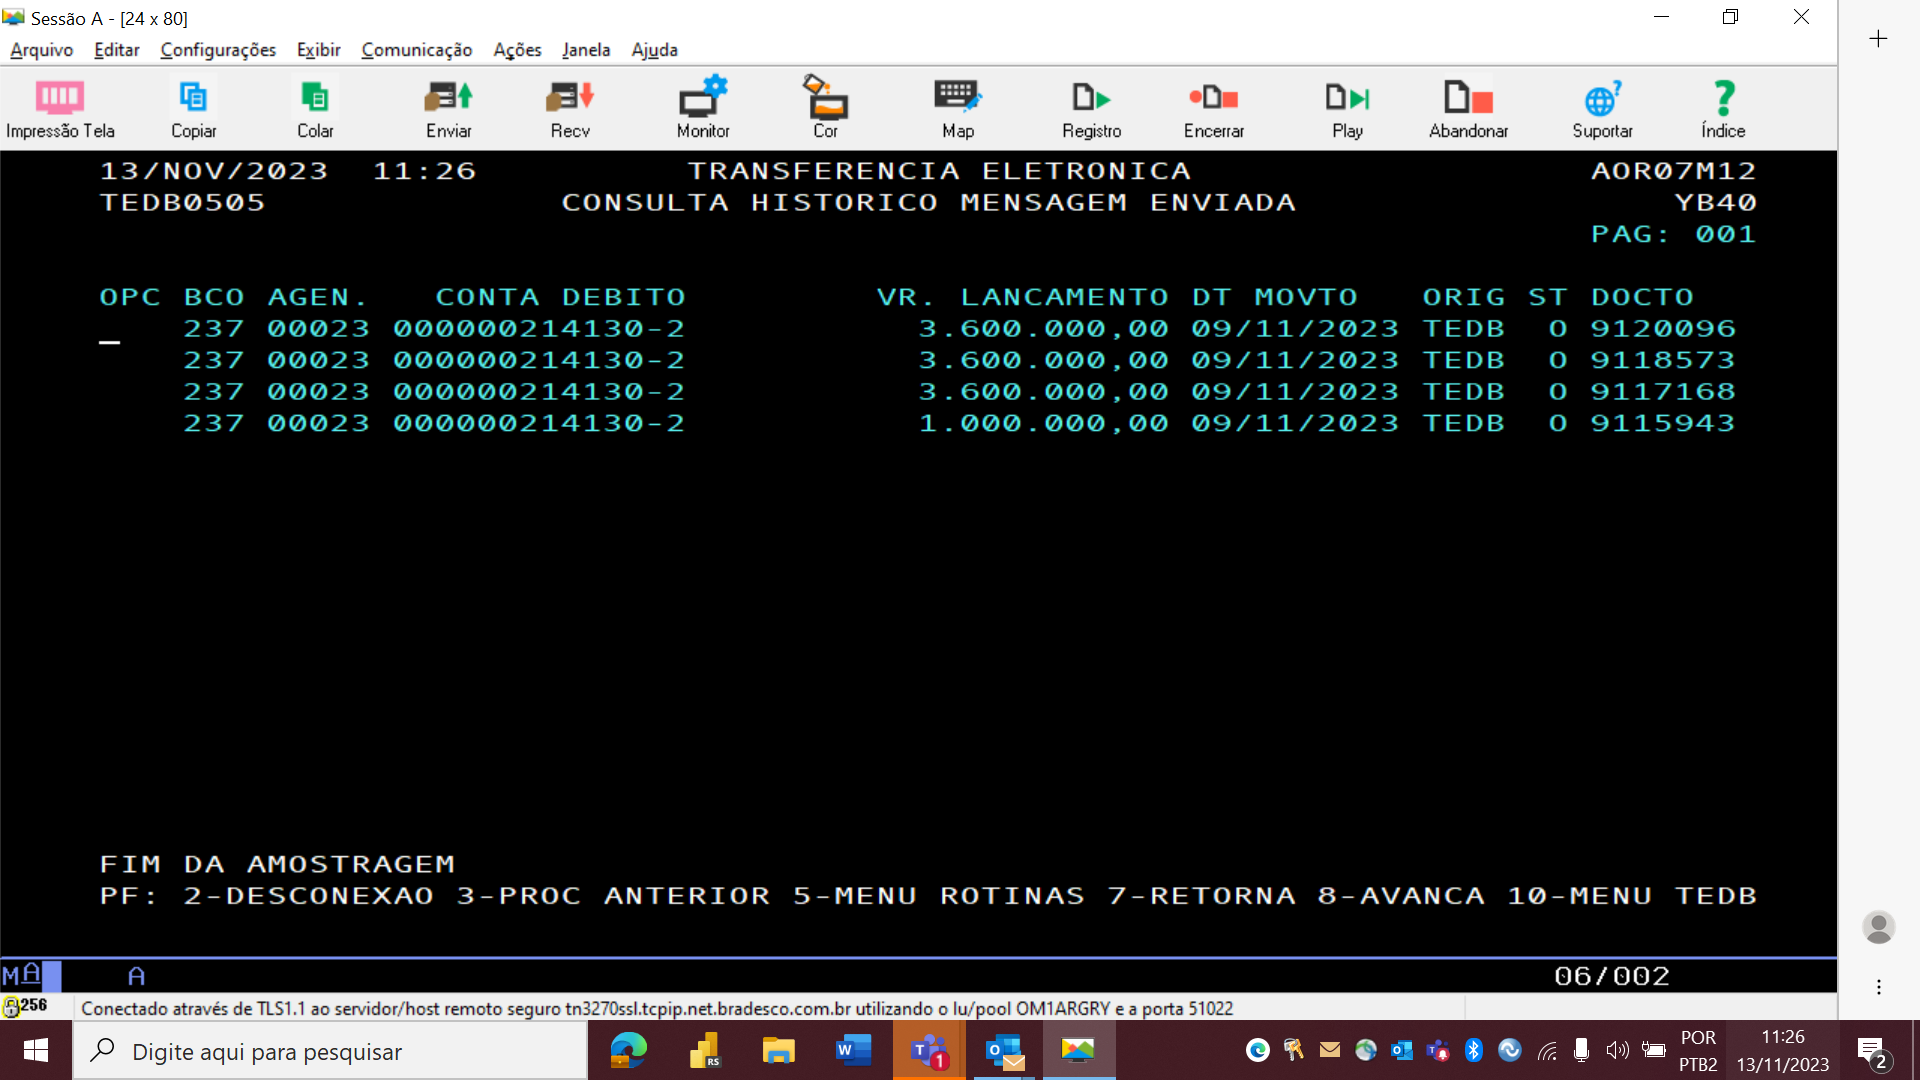 Sessão A - [24 x 80]
Arquivo Editar Configurações Exibir Comunicação Ações Janela Ajuda
Impressão Tela Copiar Colar Enviar Recv Monitor Cor Map Registro Encerrar Play Abandonar Suportar Índice
13/NOV/2023 11:26 TRANSFERENCIA ELETRONICA AOR07M12
TEDB0505 CONSULTA HISTORICO MENSAGEM ENVIADA YB40
PAG: 001
OPC BCO AGEN. CONTA DEBITO VR. LANCAMENTO DT MOVTO ORIG ST DOCTO
_ 237 00023 000000214130-2 3.600.000,00 09/11/2023 TEDB O 9120096
237 00023 000000214130-2 3.600.000,00 09/11/2023 TEDB O 9118573
237 00023 000000214130-2 3.600.000,00 09/11/2023 TEDB O 9117168
237 00023 000000214130-2 1.000.000,00 09/11/2023 TEDB O 9115943
FIM DA AMOSTRAGEM
PF: 2-DESCONEXAO 3-PROC ANTERIOR 5-MENU ROTINAS 7-RETORNA 8-AVANCA 10-MENU TEDB
MA A 06/002
256 Conectado através de TLS1.1 ao servidor/host remoto seguro tn3270ssl.tcpip.net.bradesco.com.br utilizando o lu/pool OM1ARGRY e a porta 51022
Digite aqui para pesquisar
RS
1
POR
PTB2
11:26
13/11/2023
2